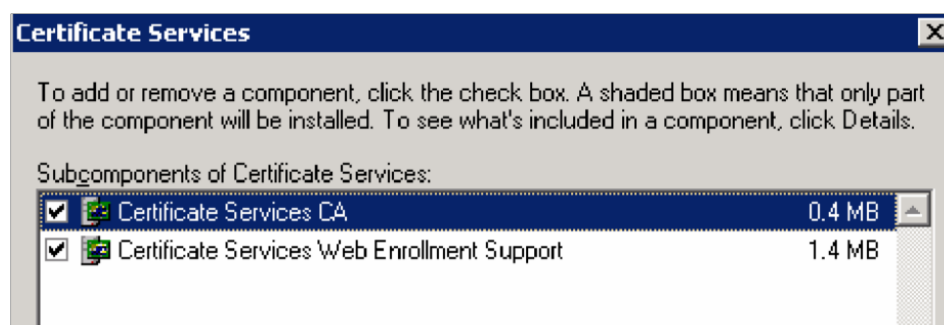 Certificate Services
To add or remove a component, click the check box. A shaded box means that only part
of the component will be installed. To see what's included in a component, click Details.
Subcomponents of Certificate Services:
Certificate Services CA 0.4 MB
Certificate Services Web Enrollment Support 1.4 MB